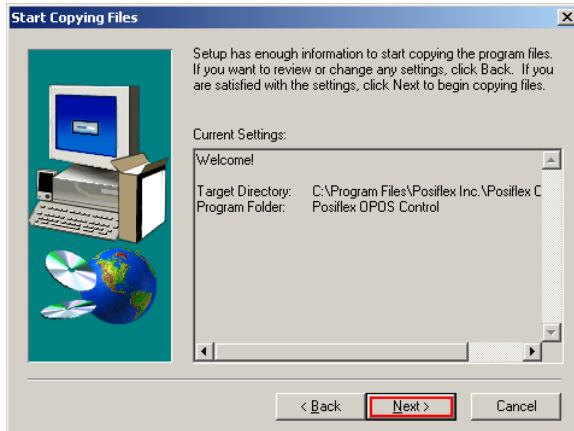 Start Copying Files
Setup has enough information to start copying the program files.
If you want to review or change any settings, click Back. If you
are satisfied with the settings, click Next to begin copying files.
Current Settings:
Welcome!
Target Directory: C:\Program Files\Posiflex Inc.\Posiflex C
Program Folder: Posiflex OPOS Control
< Back
Next >
Cancel